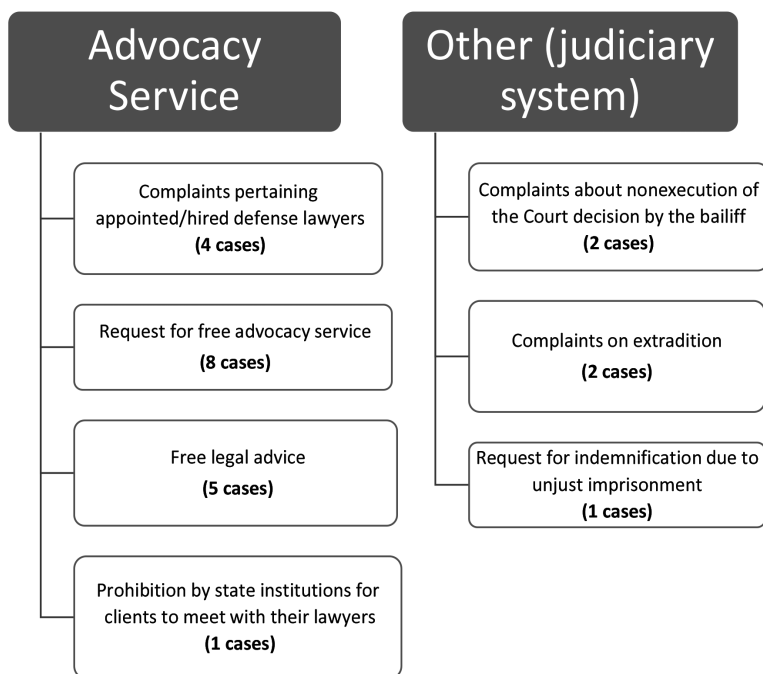 Advocacy
Service
Complaints pertaining
appointed/hired defense lawyers
(4 cases)
Request for free advocacy service
(8 cases)
Free legal advice
(5 cases)
Prohibition by state institutions for
clients to meet with their lawyers
(1 cases)
Other (judiciary
system)
Complaints about nonexecution of
the Court decision by the bailiff
(2 cases)
Complaints on extradition
(2 cases)
Request for indemnification due to
unjust imprisonment
(1 cases)